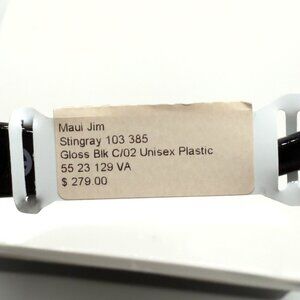 Maui Jim
Stingray 103 385
Gloss Blk C/02 Unisex Plastic
55 23 129 VA
$ 279.00